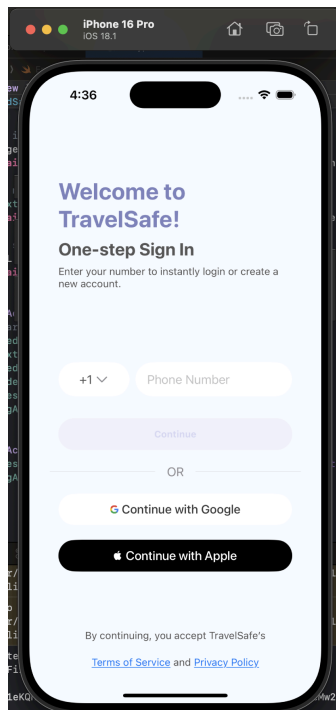 iPhone 16 Pro
iOS 18.1
4:36
Welcome to
TravelSafe!
One-step Sign In
Enter your number to instantly login or create a
new account.
+1
Phone Number
Continue
OR
Continue with Google
Continue with Apple
By continuing, you accept TravelSafe's
Terms of Service and Privacy Policy